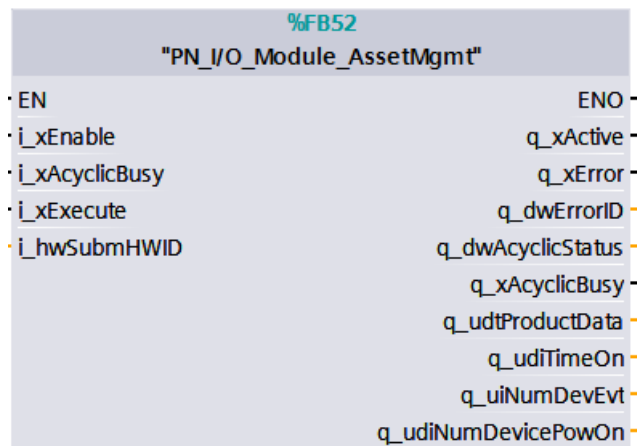 %FB52
"PN_I/O_Module_AssetMgmt"
EN ENO
i_xEnable q_xActive
i_xAcyclicBusy q_xError
i_xExecute q_dwErrorID
i_hwSubmHWID q_dwAcyclicStatus
q_xAcyclicBusy
q_udtProductData
q_udiTimeOn
q_uiNumDevEvt
q_udiNumDevicePowOn